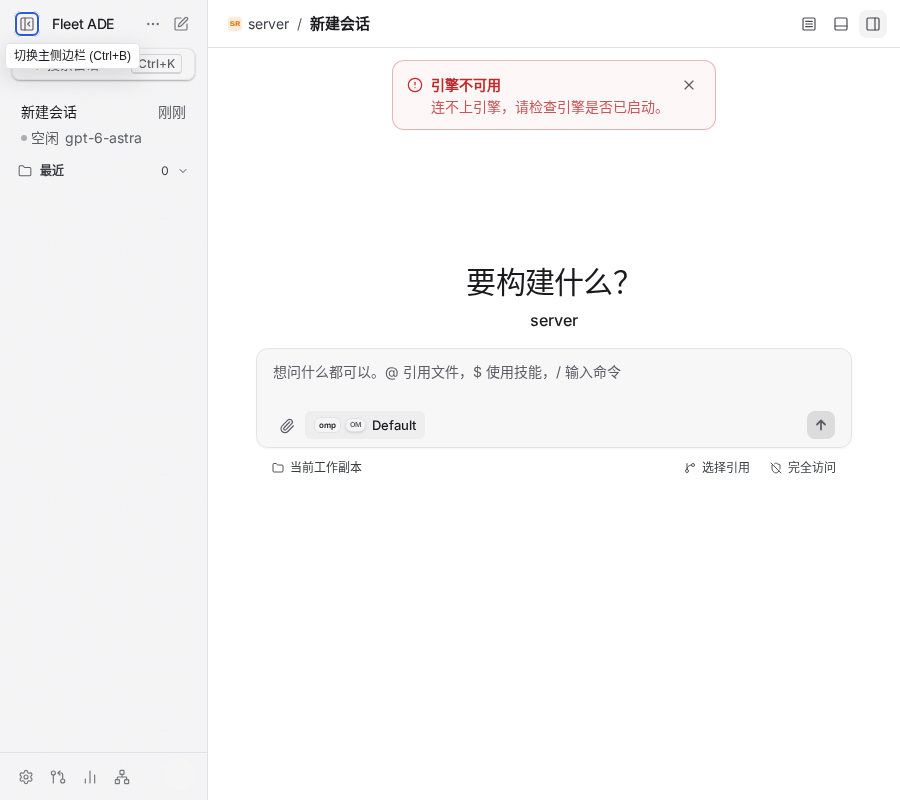 Fleet ADE
切换主侧边栏 (Ctrl+B)
Ctrl+K
新建会话 刚刚
空闲 gpt-6-astra
最近 0
SR server / 新建会话
引擎不可用
连不上引擎，请检查引擎是否已启动。
要构建什么？
server
想问什么都可以。@ 引用文件，$ 使用技能，/ 输入命令
omp OM Default
当前工作副本 选择引用 完全访问